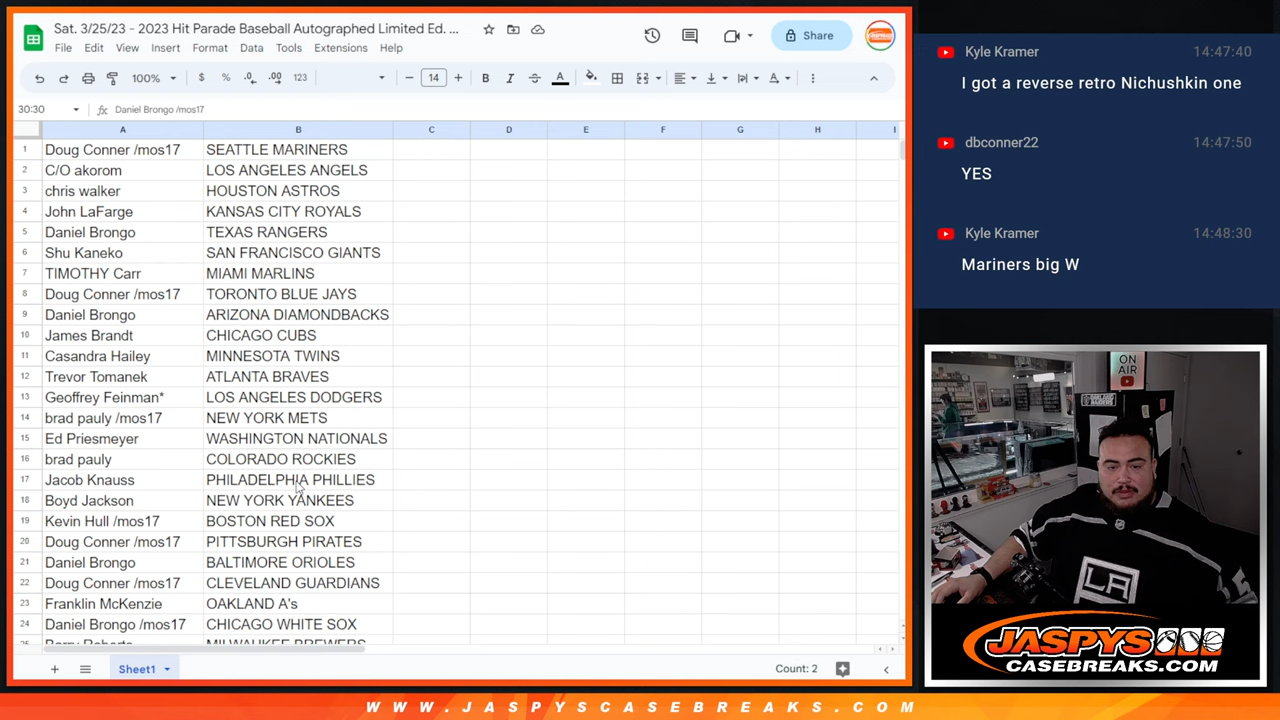 Sat. 3/25/23 - 2023 Hit Parade Baseball Autographed Limited Ed. ...
File Edit View Insert Format Data Tools Extensions Help
Share
100% $ % .0 .00 123 14 B I A
30:30 fx Daniel Brongo /mos17
A B C D E F G H I
1 Doug Conner /mos17 SEATTLE MARINERS
2 C/O akorom LOS ANGELES ANGELS
3 chris walker HOUSTON ASTROS
4 John LaFarge KANSAS CITY ROYALS
5 Daniel Brongo TEXAS RANGERS
6 Shu Kaneko SAN FRANCISCO GIANTS
7 TIMOTHY Carr MIAMI MARLINS
8 Doug Conner /mos17 TORONTO BLUE JAYS
9 Daniel Brongo ARIZONA DIAMONDBACKS
10 James Brandt CHICAGO CUBS
11 Casandra Hailey MINNESOTA TWINS
12 Trevor Tomanek ATLANTA BRAVES
13 Geoffrey Feinman* LOS ANGELES DODGERS
14 brad pauly /mos17 NEW YORK METS
15 Ed Priesmeyer WASHINGTON NATIONALS
16 brad pauly COLORADO ROCKIES
17 Jacob Knauss PHILADELPHIA PHILLIES
18 Boyd Jackson NEW YORK YANKEES
19 Kevin Hull /mos17 BOSTON RED SOX
20 Doug Conner /mos17 PITTSBURGH PIRATES
21 Daniel Brongo BALTIMORE ORIOLES
22 Doug Conner /mos17 CLEVELAND GUARDIANS
23 Franklin McKenzie OAKLAND A's
24 Daniel Brongo /mos17 CHICAGO WHITE SOX
25 Barry Roberts MILWAUKEE BREWERS
Sheet1
Count: 2
Kyle Kramer 14:47:40
I got a reverse retro Nichushkin one
dbconner22 14:47:50
YES
Kyle Kramer 14:48:30
Mariners big W
ON
AIR
LA
JASPYS
CASEBREAKS.COM
WWW.JASPYSCASEBREAKS.COM